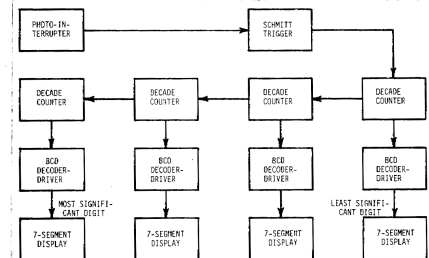 PHOTO-IN-
TERRUPTER
SCHMITT
TRIGGER
DECADE
COUNTER
DECADE
COUNTER
DECADE
COUNTER
DECADE
COUNTER
BCD
DECODER-
DRIVER
BCD
DECODER-
DRIVER
BCD
DECODER-
DRIVER
BCD
DECODER-
DRIVER
MOST SIGNIFI-
CANT DIGIT
LEAST SIGNIFI-
CANT DIGIT
7-SEGMENT
DISPLAY
7-SEGMENT
DISPLAY
7-SEGMENT
DISPLAY
7-SEGMENT
DISPLAY